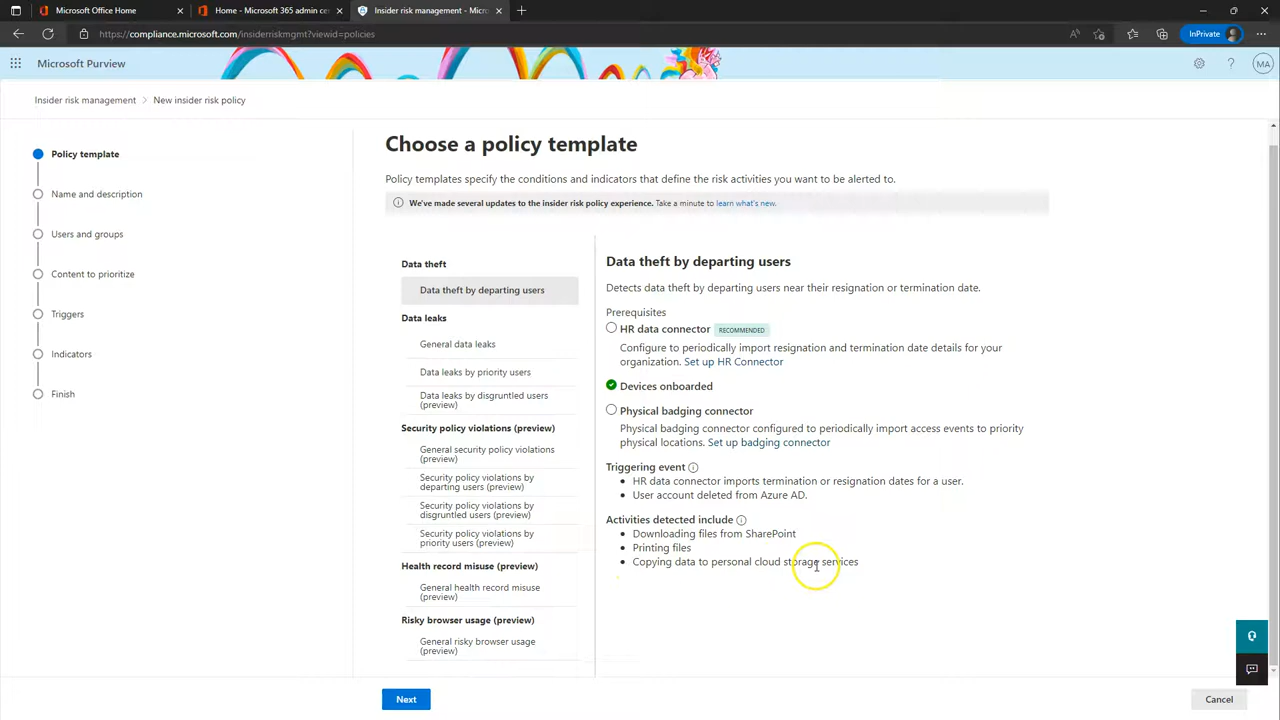 Microsoft Office Home
Home - Microsoft 365 admin cen
Insider risk management - Micros
https://compliance.microsoft.com/insiderriskmgmt?viewid=policies
InPrivate
Microsoft Purview
MA
Insider risk management
New insider risk policy
Policy template
Name and description
Users and groups
Content to prioritize
Triggers
Indicators
Finish
Choose a policy template
Policy templates specify the conditions and indicators that define the risk activities you want to be alerted to.
We've made several updates to the insider risk policy experience. Take a minute to learn what's new.
Data theft
Data theft by departing users
Data leaks
General data leaks
Data leaks by priority users
Data leaks by disgruntled users
(preview)
Security policy violations (preview)
General security policy violations
(preview)
Security policy violations by
departing users (preview)
Security policy violations by
disgruntled users (preview)
Security policy violations by
priority users (preview)
Health record misuse (preview)
General health record misuse
(preview)
Risky browser usage (preview)
General risky browser usage
(preview)
Data theft by departing users
Detects data theft by departing users near their resignation or termination date.
Prerequisites
HR data connector RECOMMENDED
Configure to periodically import resignation and termination date details for your
organization. Set up HR Connector
Devices onboarded
Physical badging connector
Physical badging connector configured to periodically import access events to priority
physical locations. Set up badging connector
Triggering event
HR data connector imports termination or resignation dates for a user.
User account deleted from Azure AD.
Activities detected include
Downloading files from SharePoint
Printing files
Copying data to personal cloud storage services
Next
Cancel